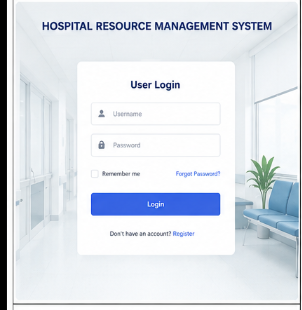 HOSPITAL RESOURCE MANAGEMENT SYSTEM
User Login
Username
Password
Remember me Forget Password?
Login
Don't have an account? Register